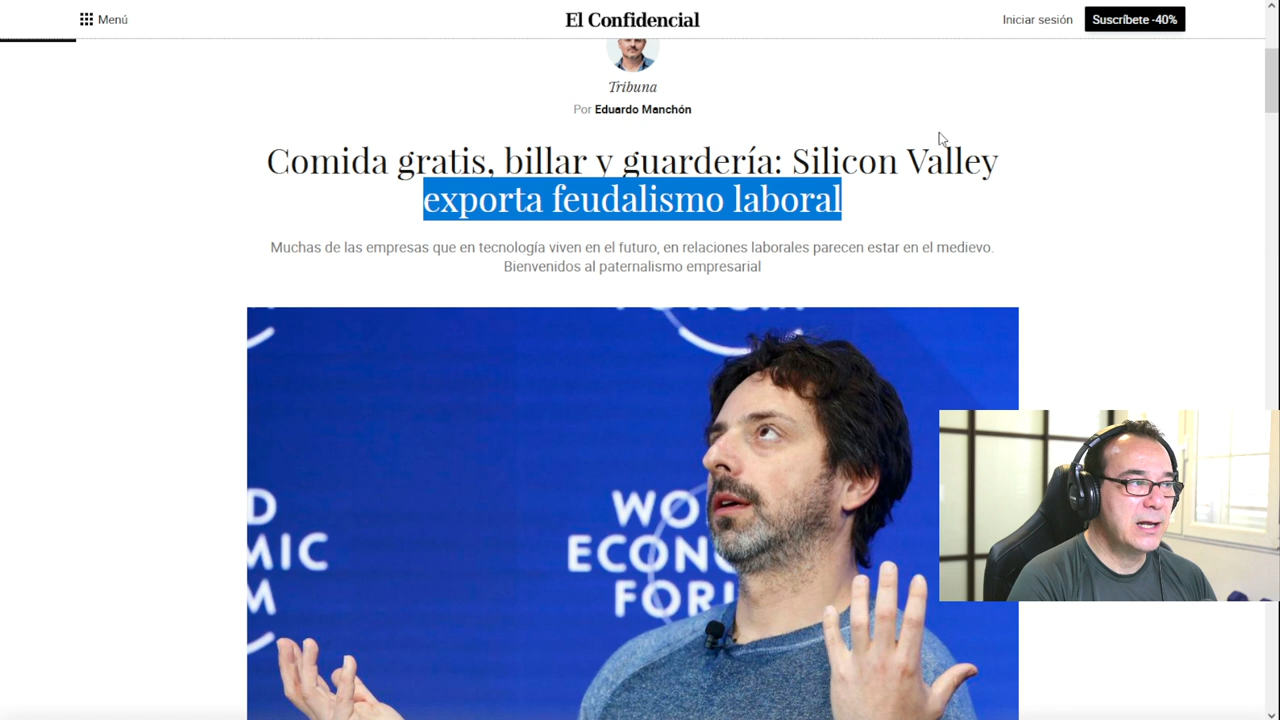 Menú
El Confidencial
Iniciar sesión
Suscríbete -40%
Tribuna
Por Eduardo Manchón
Comida gratis, billar y guardería: Silicon Valley
exporta feudalismo laboral
Muchas de las empresas que en tecnología viven en el futuro, en relaciones laborales parecen estar en el medievo.
Bienvenidos al paternalismo empresarial
WO
ECONO
FOR